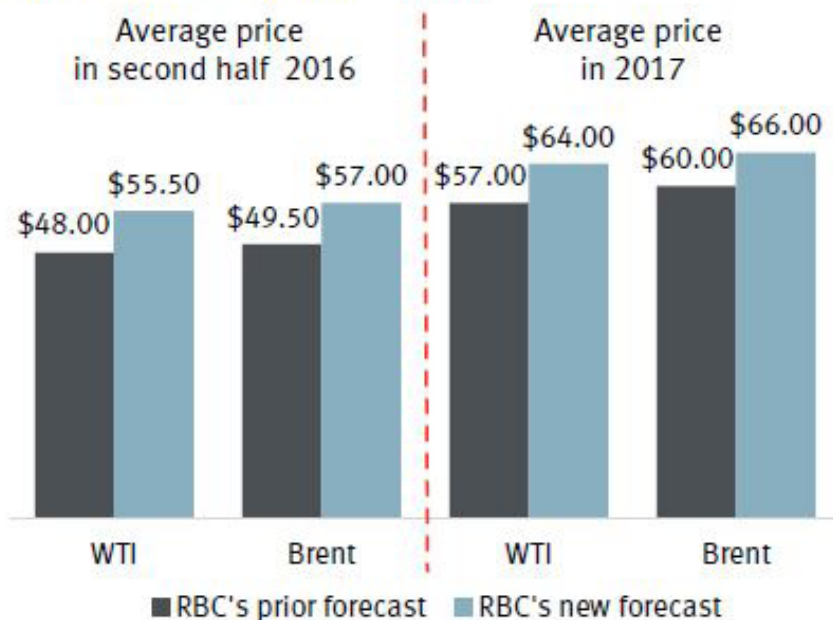 Average price
in second half 2016
Average price
in 2017
$48.00
$55.50
$49.50
$57.00
$57.00
$64.00
$60.00
$66.00
WTI
Brent
WTI
Brent
RBC's prior forecast
RBC's new forecast